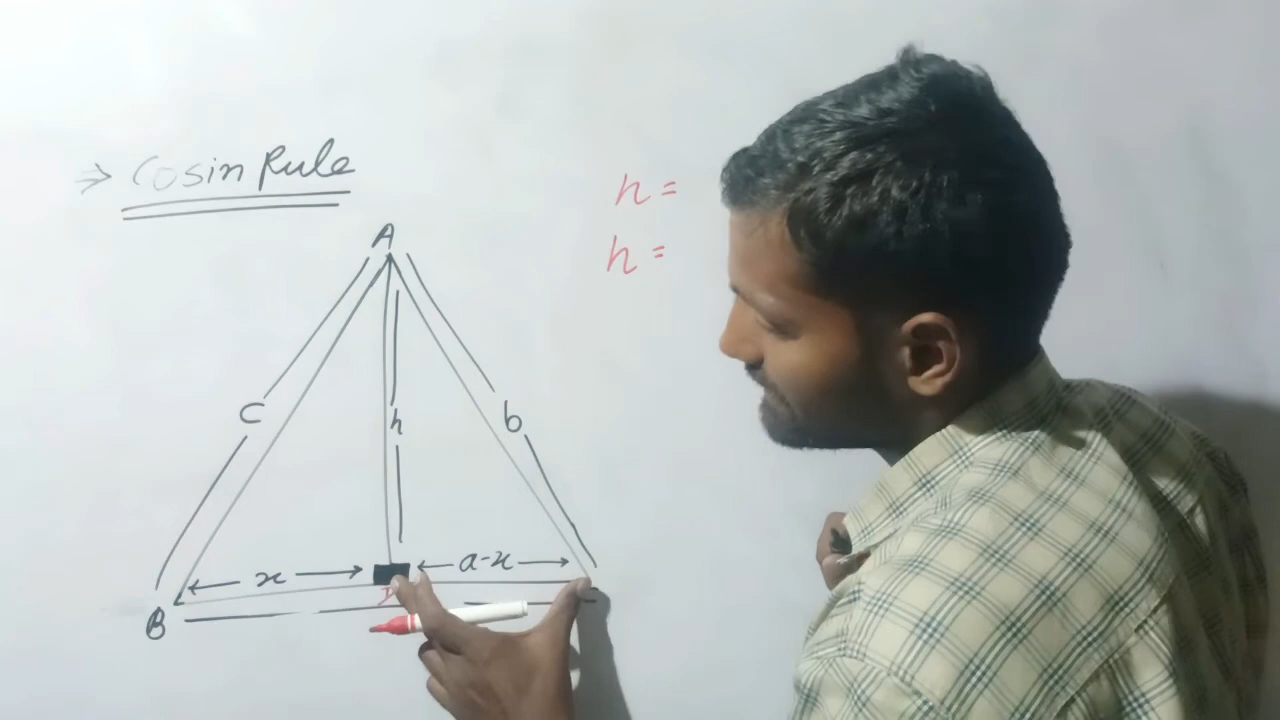 ⇒ Cosin Rule
h =
h =
A
C
h
b
x
a-x
D
B